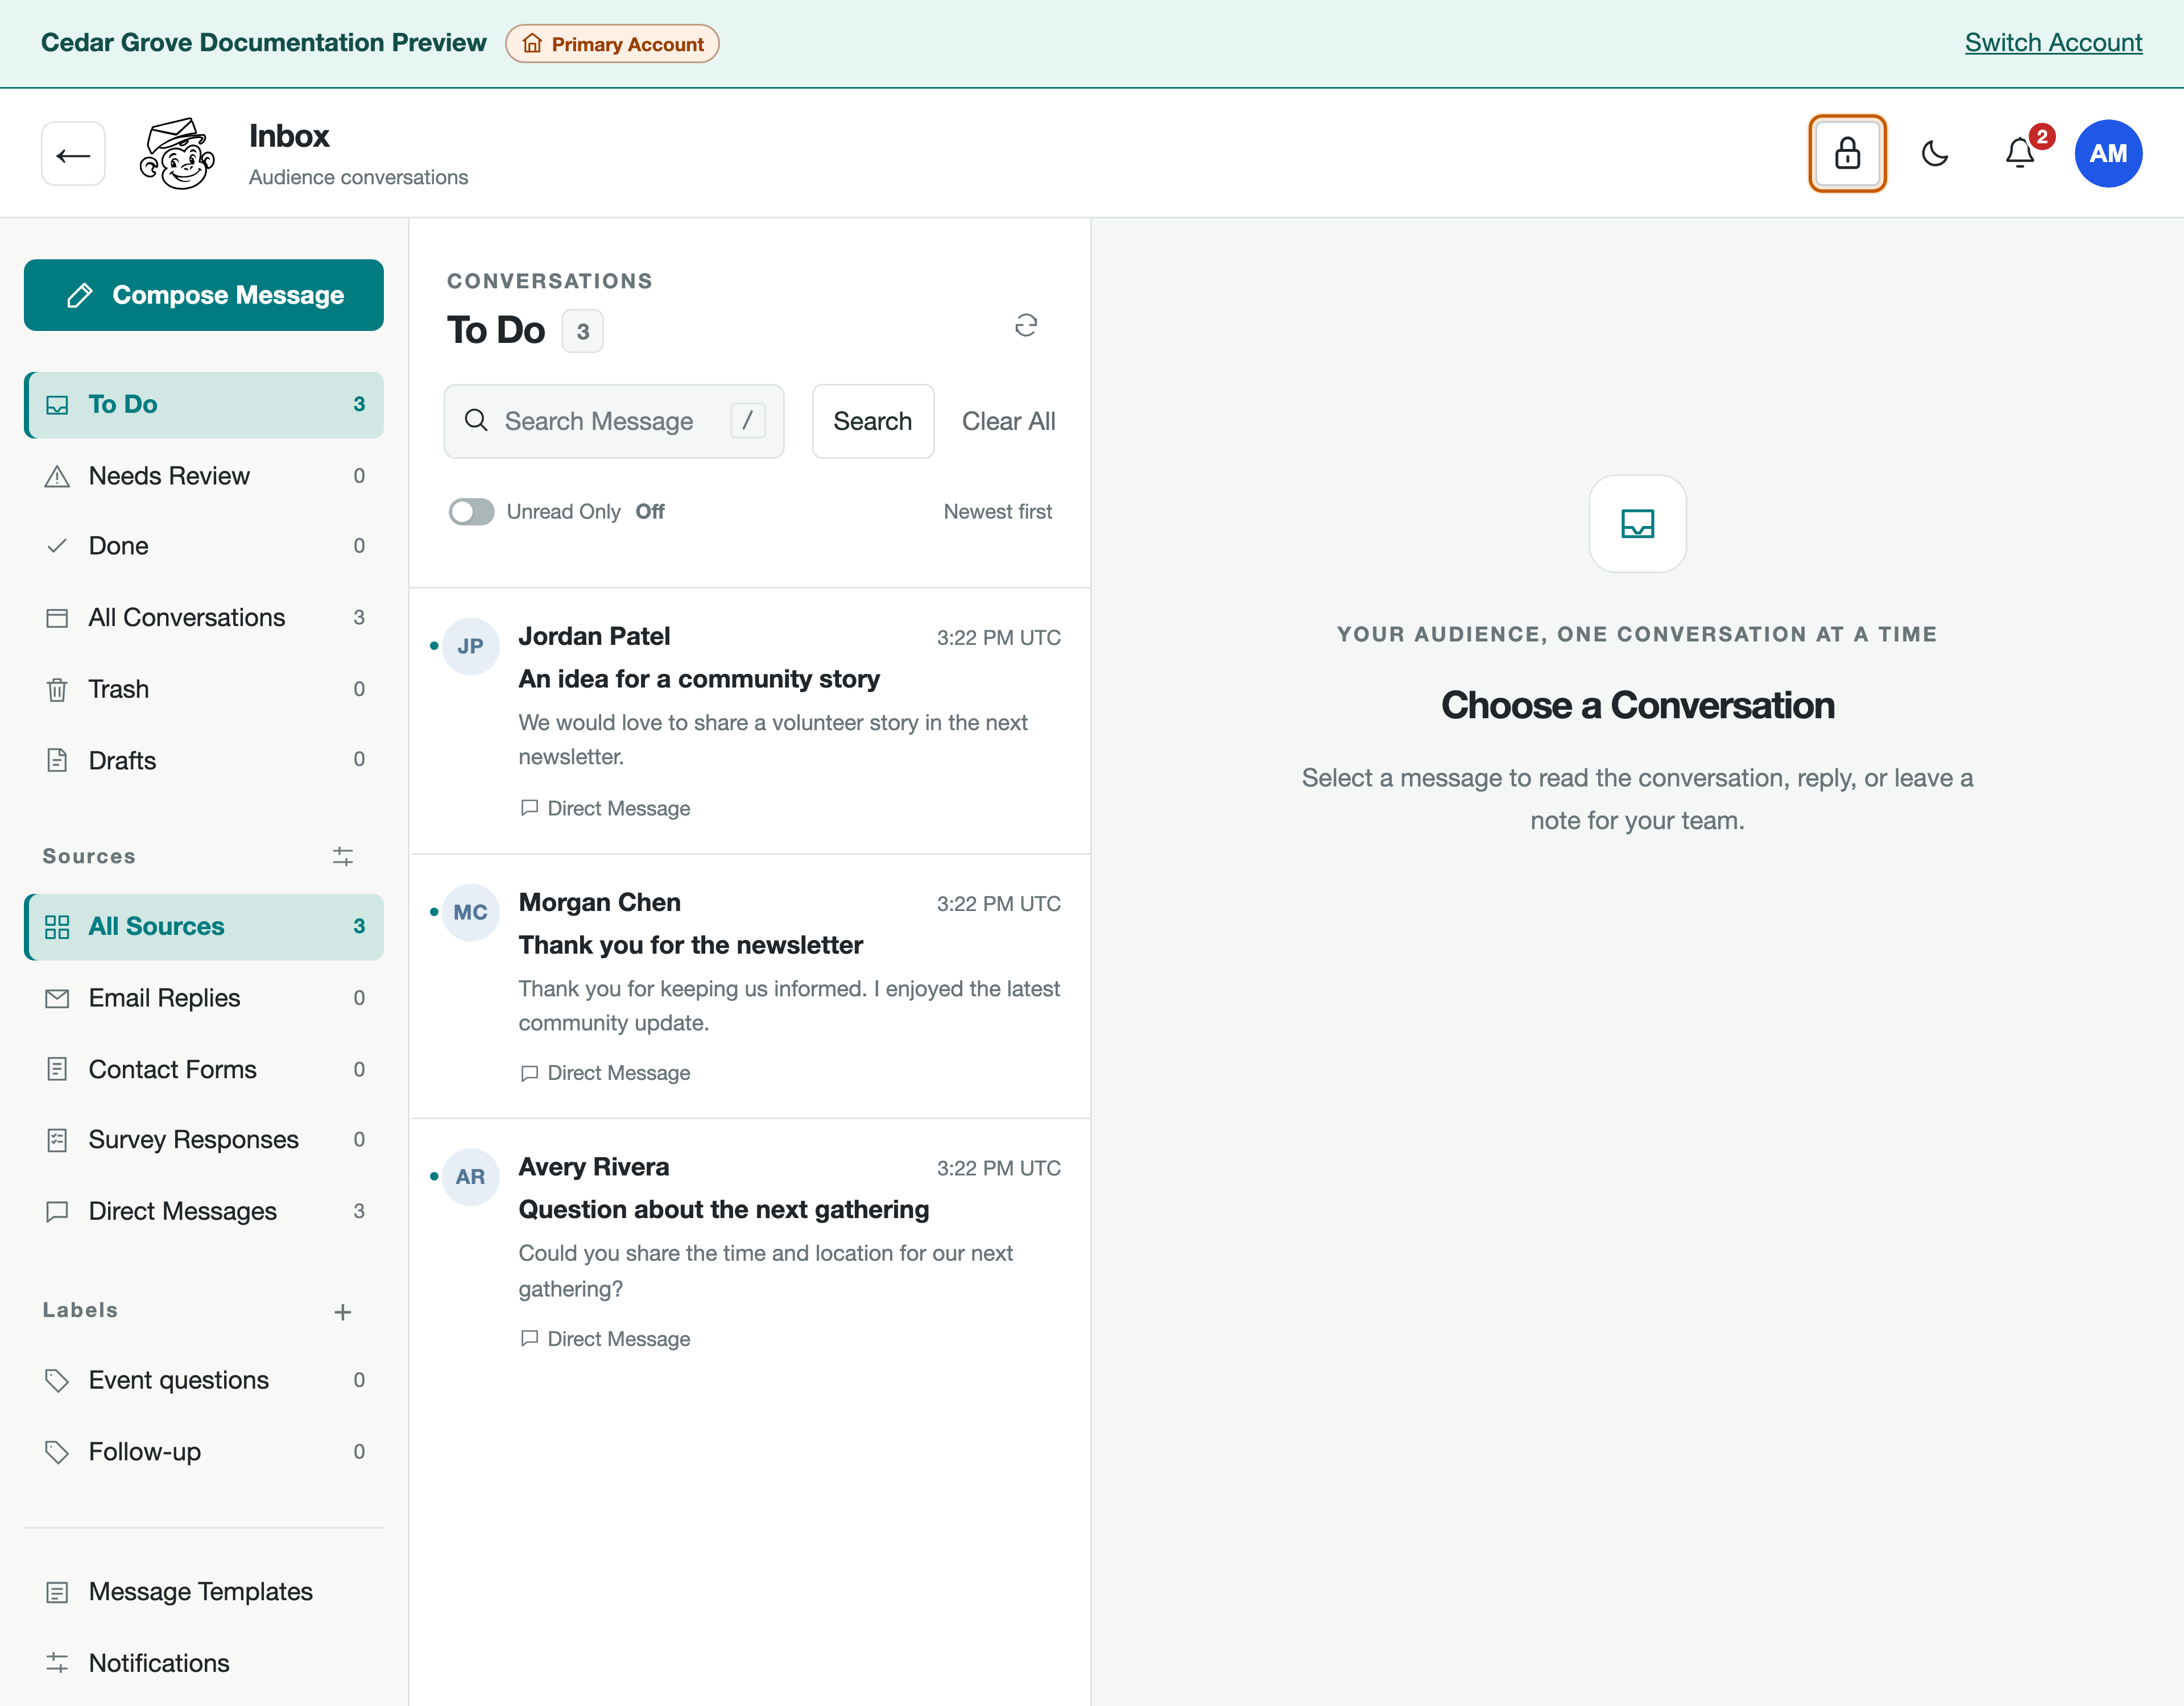 Cedar Grove Documentation Preview
Primary Account
Switch Account
Inbox
Audience conversations
2
AM
Compose Message
To Do 3
Needs Review 0
Done 0
All Conversations 3
Trash 0
Drafts 0
Sources
All Sources 3
Email Replies 0
Contact Forms 0
Survey Responses 0
Direct Messages 3
Labels
Event questions 0
Follow-up 0
Message Templates
Notifications
CONVERSATIONS
To Do 3
Search Message /
Search
Clear All
Unread Only Off
Newest first
JP
Jordan Patel 3:22 PM UTC
An idea for a community story
We would love to share a volunteer story in the next
newsletter.
Direct Message
MC
Morgan Chen 3:22 PM UTC
Thank you for the newsletter
Thank you for keeping us informed. I enjoyed the latest
community update.
Direct Message
AR
Avery Rivera 3:22 PM UTC
Question about the next gathering
Could you share the time and location for our next
gathering?
Direct Message
YOUR AUDIENCE, ONE CONVERSATION AT A TIME
Choose a Conversation
Select a message to read the conversation, reply, or leave a
note for your team.